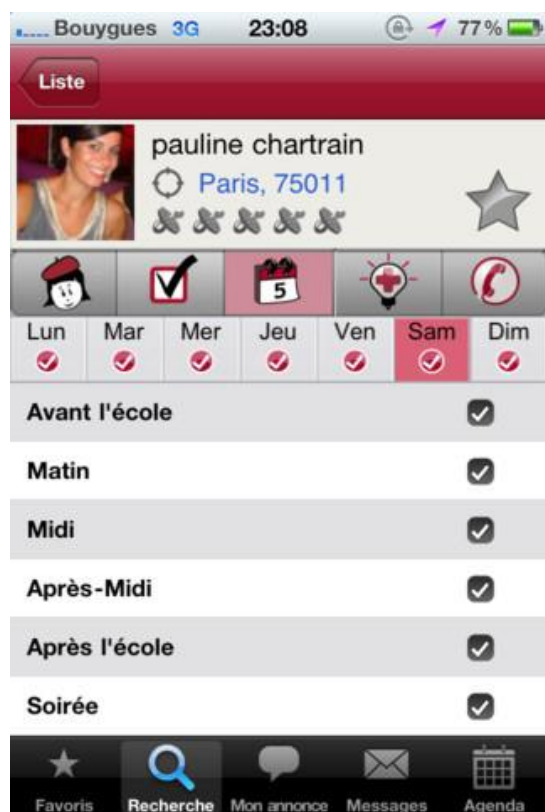 Bouygues 3G 23:08 77 %
Liste
pauline chartrain
Paris, 75011
5
Lun Mar Mer Jeu Ven Sam Dim
Avant l'école
Matin
Midi
Après-Midi
Après l'école
Soirée
Favoris Recherche Mon annonce Messages Agenda